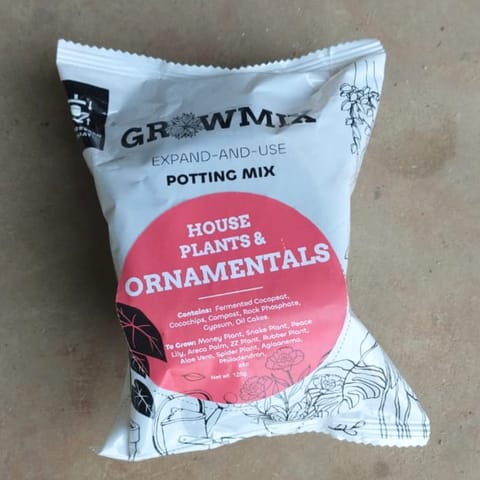 GROWMIX
EXPAND-AND-USE
POTTING MIX
HOUSE
PLANTS &
ORNAMENTALS
Contains: Fermented Cocopeat,
Cocochips, Compost, Rock Phosphate,
Gypsum, Oil Cakes.
To Grow: Money Plant, Snake Plant, Peace
Lily, Areca Palm, ZZ Plant, Rubber Plant,
Aloe Vera, Spider Plant, Aglaonema,
Philodendron,
etc
Net wt